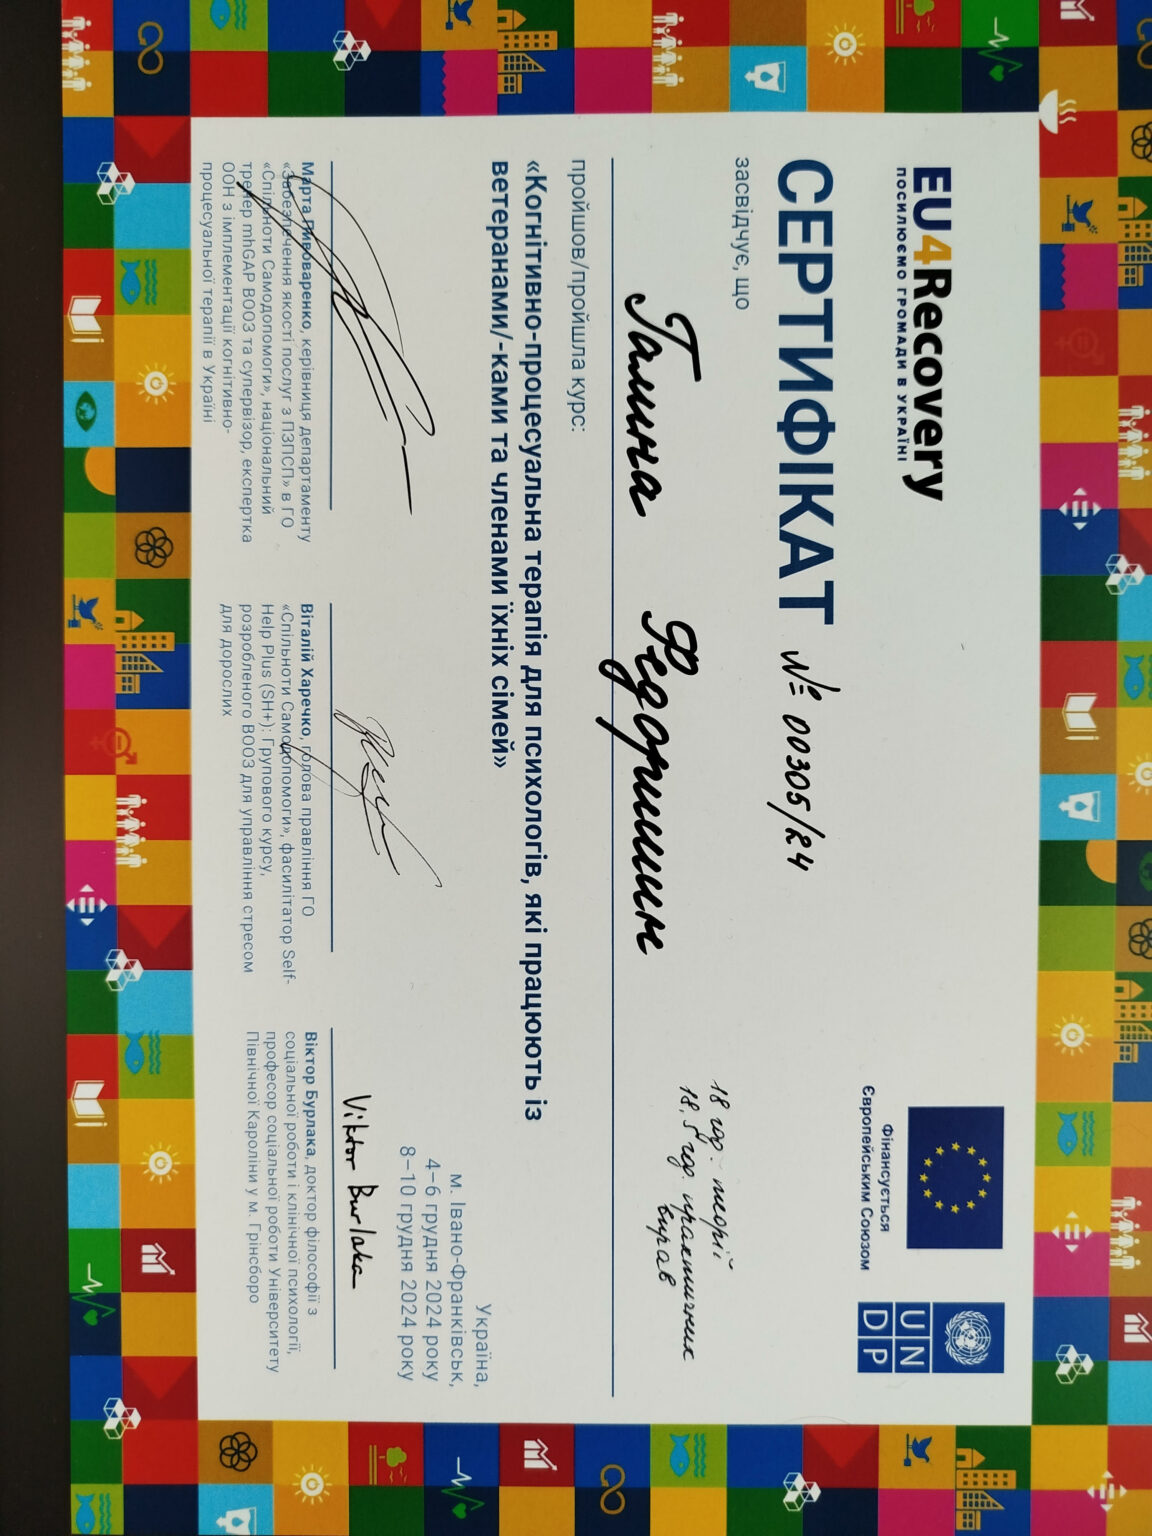 EU4Recovery
ПОСИЛЮЄМО ГРОМАДИ В УКРАЇНІ
Фінансується
Європейським Союзом
UN
DP
СЕРТИФІКАТ № 00305/24
засвідчує, що
18 год. теорії
18,5 год. практичних
вправ
Галина Федоришин
пройшов/пройшла курс:
«Когнітивно-процесуальна терапія для психологів, які працюють із
ветеранами/-ками та членами їхніх сімей»
Україна,
м. Івано-Франківськ,
4–6 грудня 2024 року
8–10 грудня 2024 року
Марта Пивоваренко, керівниця департаменту
«Забезпечення якості послуг з ПЗПСП» в ГО
«Спільноти Самодопомоги», національний
тренер mhGAP ВООЗ та супервізор, експертка
ООН з імплементації когнітивно-
процесуальної терапії в Україні
Віталій Харечко, голова правління ГО
«Спільноти Самодопомоги», фасилітатор Self-
Help Plus (SH+): Групового курсу,
розробленого ВООЗ для управління стресом
для дорослих
Viktor Burlaka
Віктор Бурлака, доктор філософії з
соціальної роботи і клінічної психології,
професор соціальної роботи Університету
Північної Кароліни у м. Грінсборо